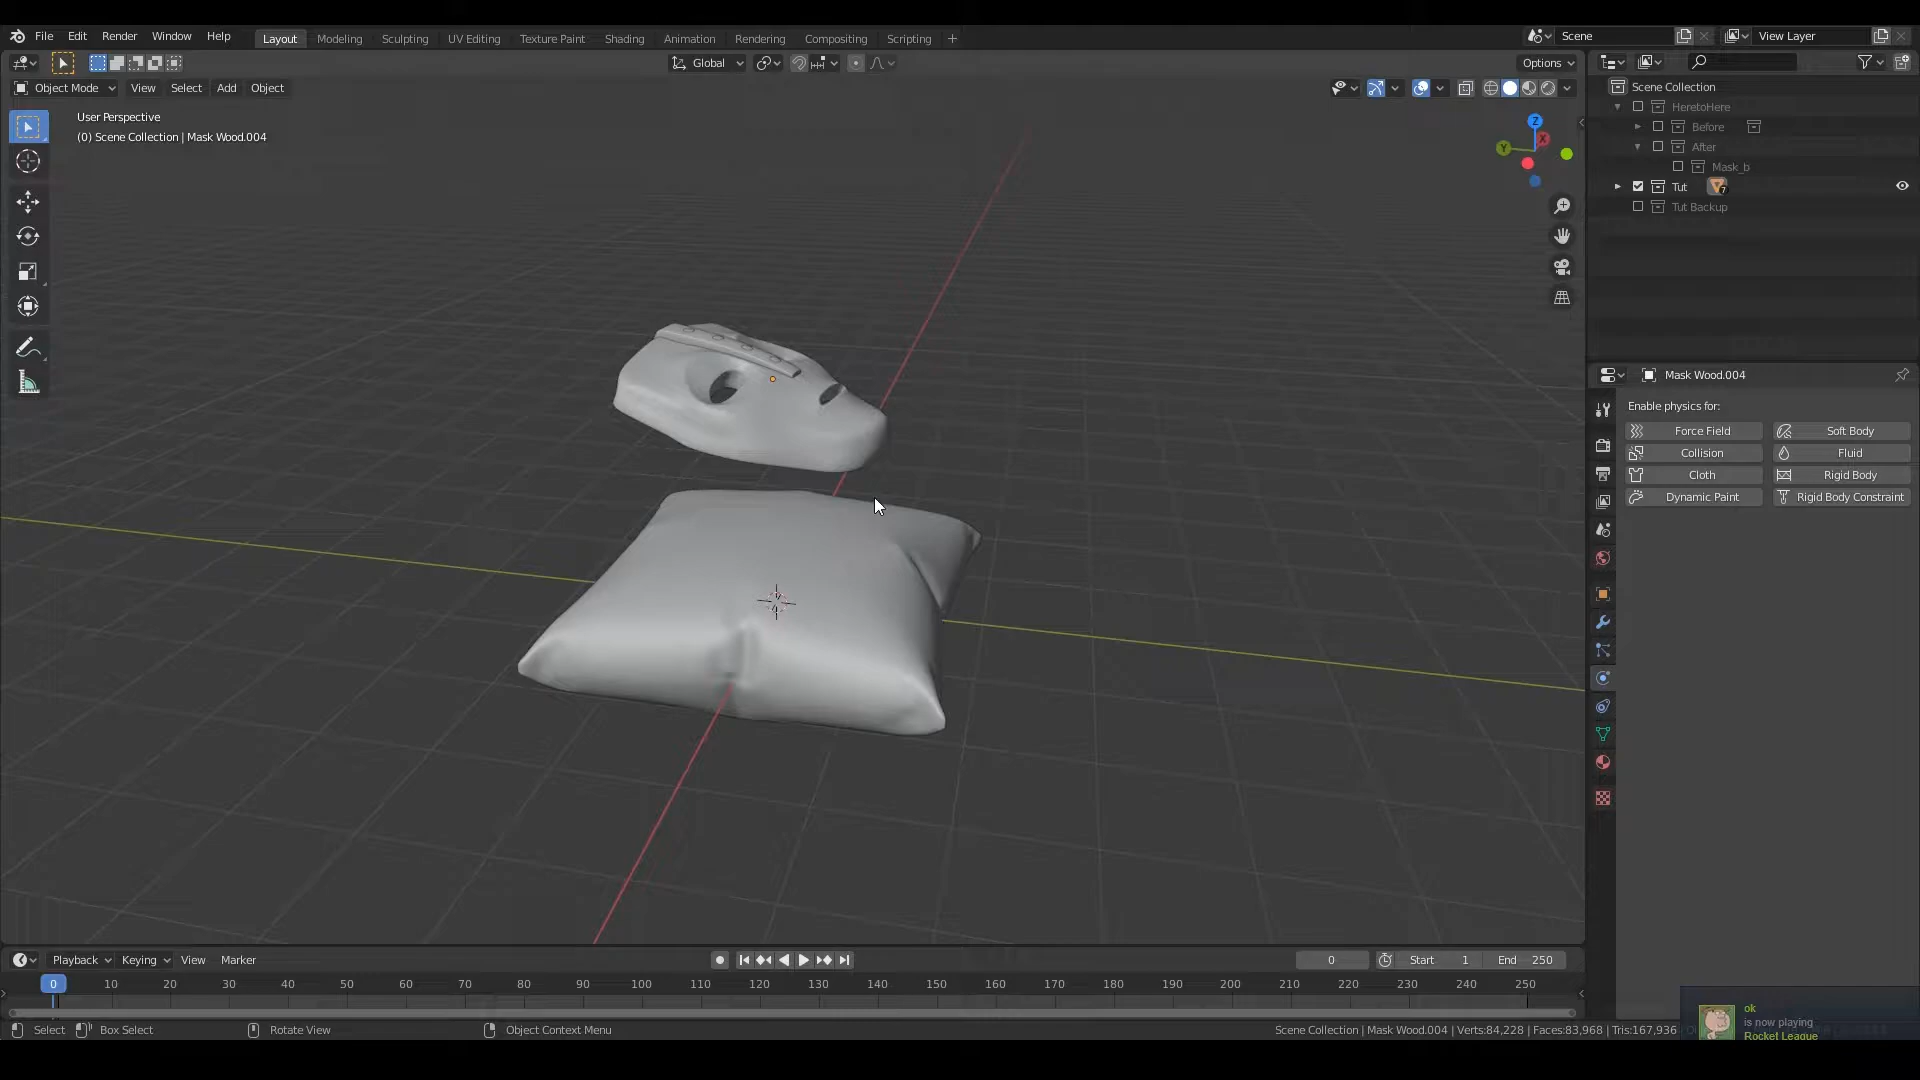 File Edit Render Window Help Layout Modeling Sculpting UV Editing Texture Paint Shading Animation Rendering Compositing Scripting + Scene View Layer
Global Options
Object Mode View Select Add Object
User Perspective
(0) Scene Collection | Mask Wood.004
Z
X
Y
Scene Collection
HeretoHere
Before
After
Mask_b
Tut 7
Tut Backup
Mask Wood.004
Enable physics for:
Force Field Soft Body
Collision Fluid
Cloth Rigid Body
Dynamic Paint Rigid Body Constraint
Playback Keying View Marker 0 Start 1 End 250
0 10 20 30 40 50 60 70 80 90 100 110 120 130 140 150 160 170 180 190 200 210 220 230 240 250
Select Box Select Rotate View Object Context Menu Scene Collection | Mask Wood.004 | Verts:84,228 | Faces:83,968 | Tris:167,936
ok
is now playing
Rocket League